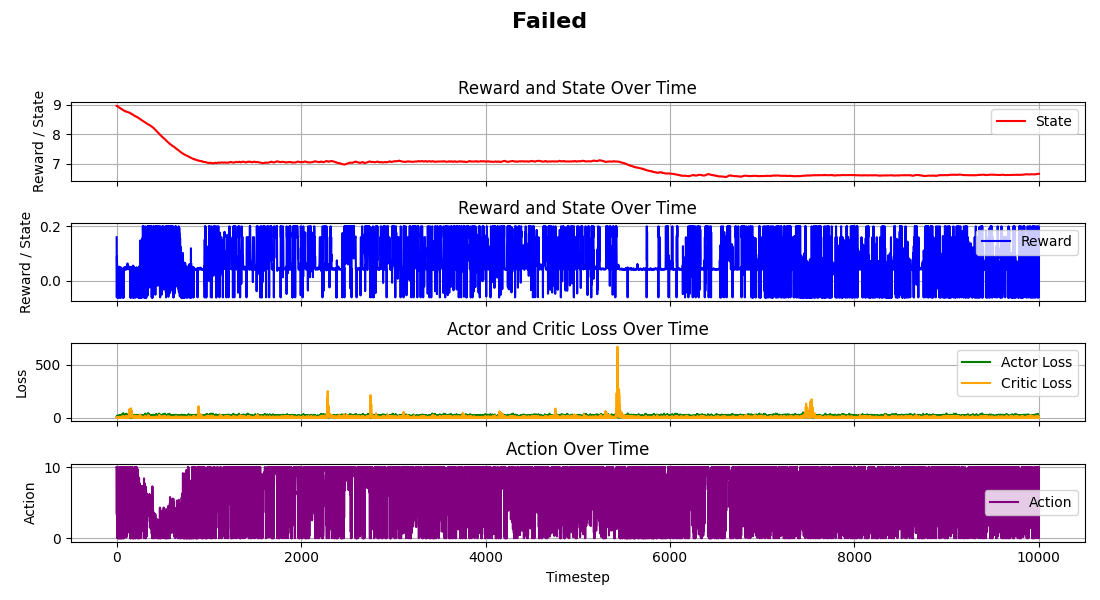 Failed
Reward and State Over Time
9
8
7
Reward / State
State
Reward and State Over Time
0.2
0.0
Reward / State
Reward
Actor and Critic Loss Over Time
500
0
Loss
Actor Loss
Critic Loss
Action Over Time
10
0
Action
Action
0 2000 4000 6000 8000 10000
Timestep